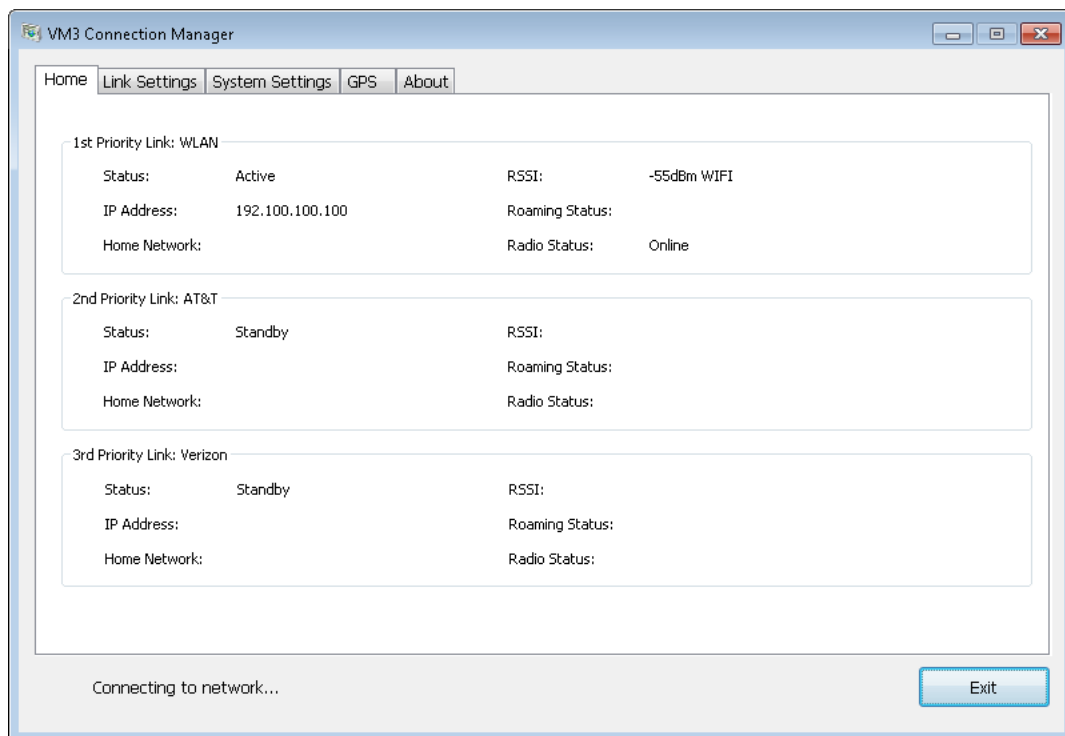 VM3 Connection Manager
Home Link Settings System Settings GPS About
1st Priority Link: WLAN
Status: Active RSSI: -55dBm WIFI
IP Address: 192.100.100.100 Roaming Status:
Home Network: Radio Status: Online
2nd Priority Link: AT&T
Status: Standby RSSI:
IP Address: Roaming Status:
Home Network: Radio Status:
3rd Priority Link: Verizon
Status: Standby RSSI:
IP Address: Roaming Status:
Home Network: Radio Status:
Connecting to network... Exit